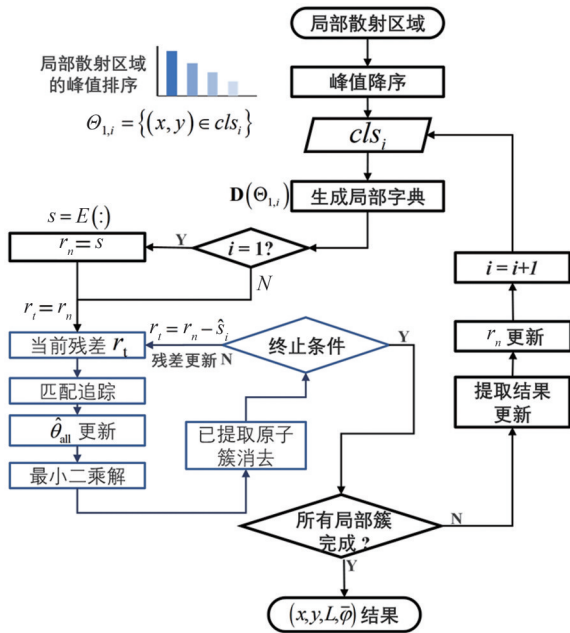 局部散射区域
局部散射区域
的峰值排序
峰值降序
Θ₁,ᵢ = {(x, y) ∈ clsᵢ}
clsᵢ
D(Θ₁,ᵢ)
生成局部字典
s = E(:)
rₙ = s
Y
i = 1?
N
i = i+1
rₜ = rₙ
当前残差 rₜ
rₜ = rₙ − ŝᵢ
残差更新 N
终止条件
Y
rₙ 更新
匹配追踪
提取结果
更新
θ̂all 更新
已提取原子
簇消去
最小二乘解
所有局部簇
完成?
N
Y
(x, y, L, φ̄) 结果